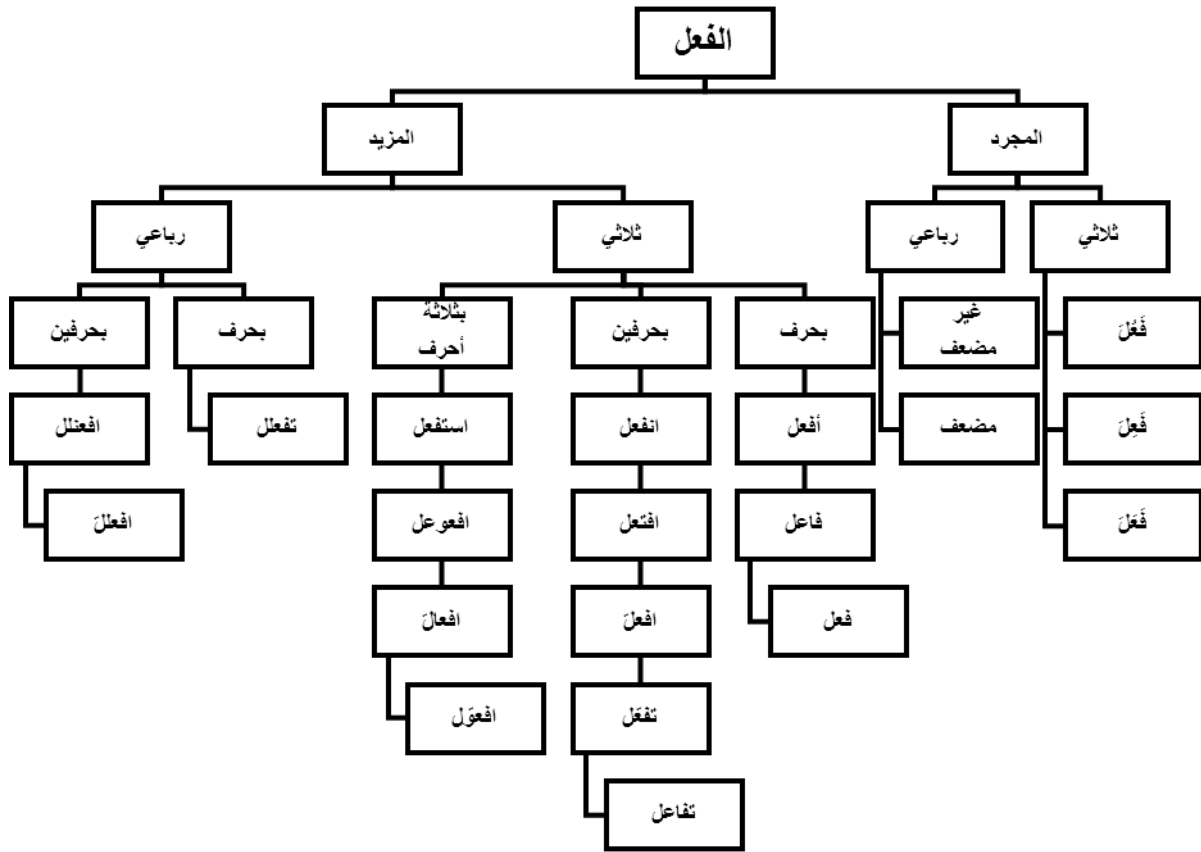 الفعل
المجرد
المزيد
ثلاثي
رباعي
ثلاثي
رباعي
فَعُلَ
غير
مضعف
بحرف
بحرفين
بثلاثة
أحرف
بحرف
بحرفين
فَعِلَ
مضعف
أفعل
انفعل
استفعل
تفعلل
افعنلل
فَعَلَ
فاعل
افتعل
افعوعل
افعللَ
فعل
افعلَ
افعالَ
تفعَل
افعوَل
تفاعل